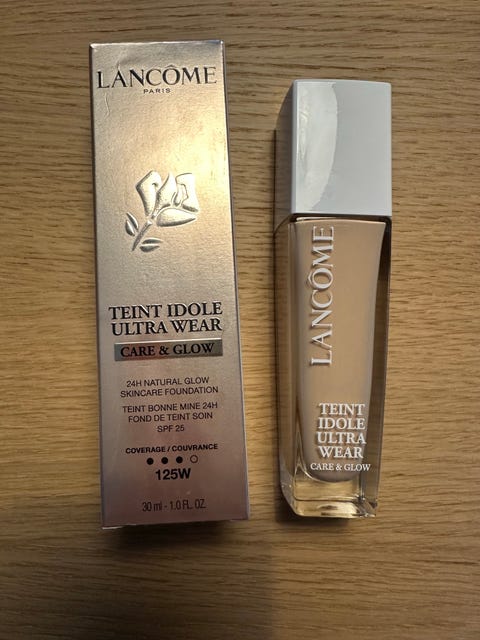 LANCÔME
PARIS
TEINT IDOLE
ULTRA WEAR
CARE & GLOW
24H NATURAL GLOW
SKINCARE FOUNDATION
TEINT BONNE MINE 24H
FOND DE TEINT SOIN
SPF 25
COVERAGE / COUVRANCE
125W
30 ml - 1.0 FL. OZ.
LANCÔME
TEINT
IDOLE
ULTRA
WEAR
CARE & GLOW